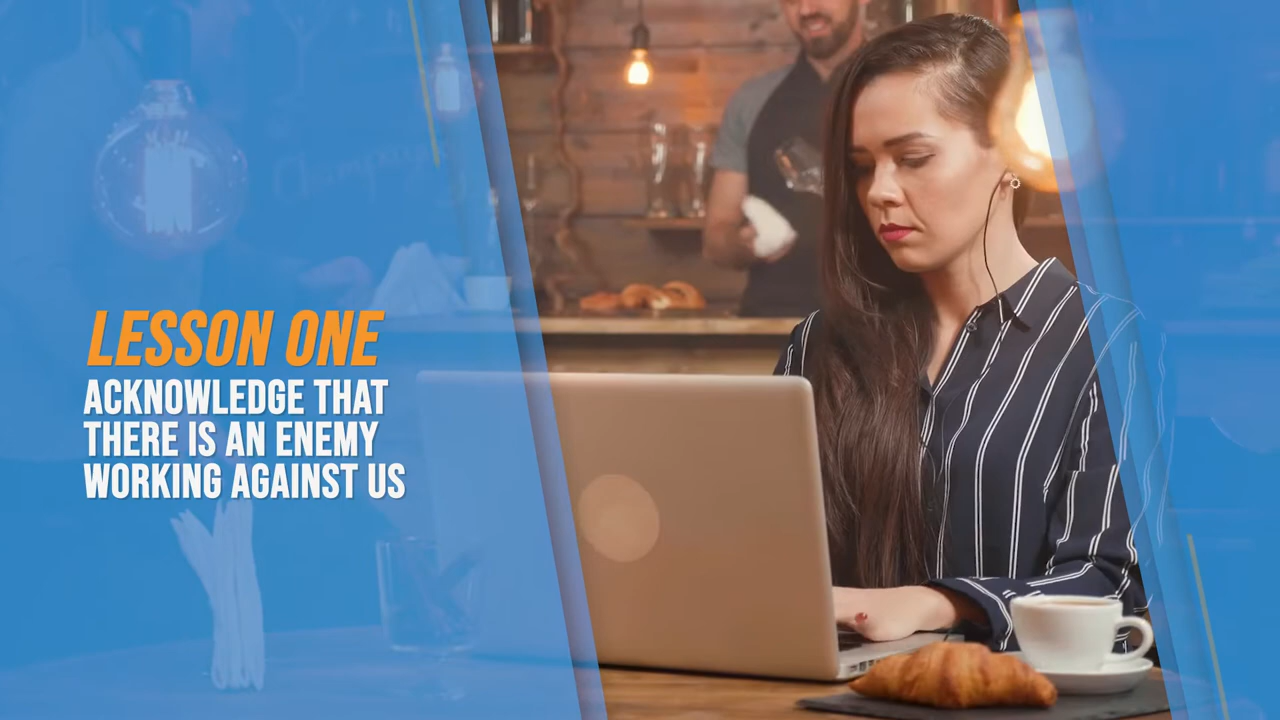 LESSON ONE
ACKNOWLEDGE THAT
THERE IS AN ENEMY
WORKING AGAINST US